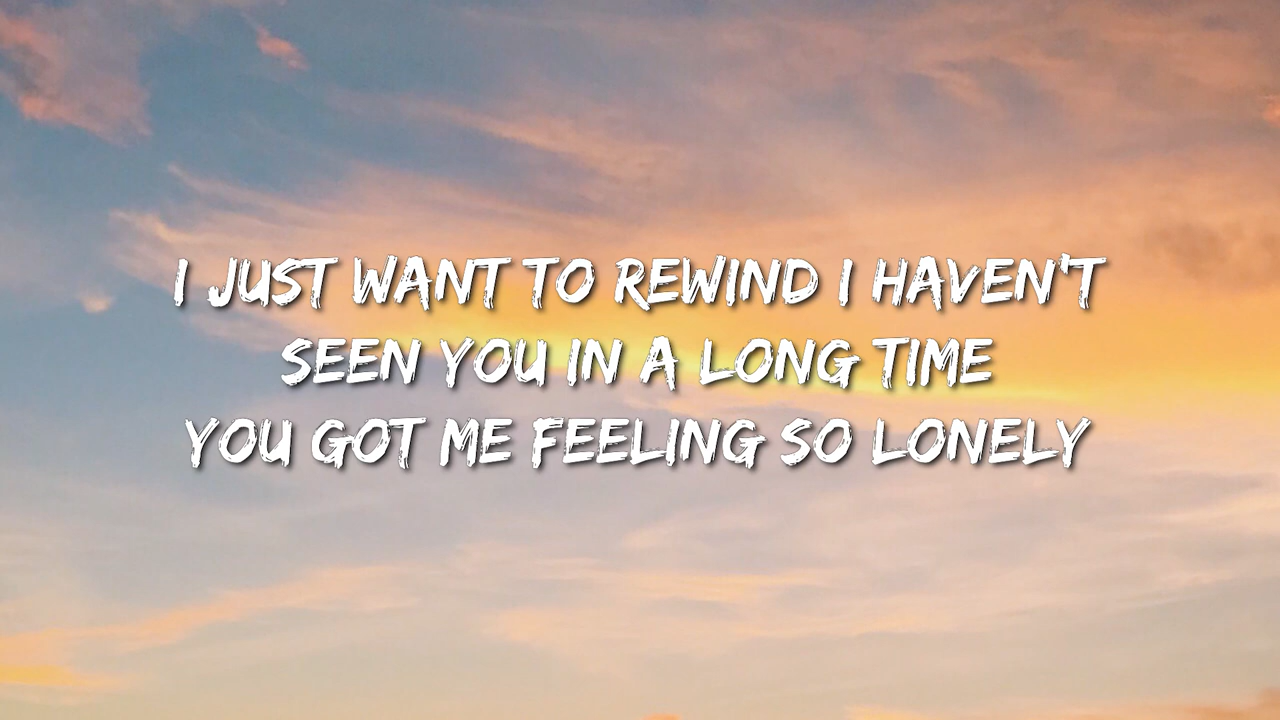 I JUST WANT TO REWIND I HAVEN'T
SEEN YOU IN A LONG TIME
YOU GOT ME FEELING SO LONELY